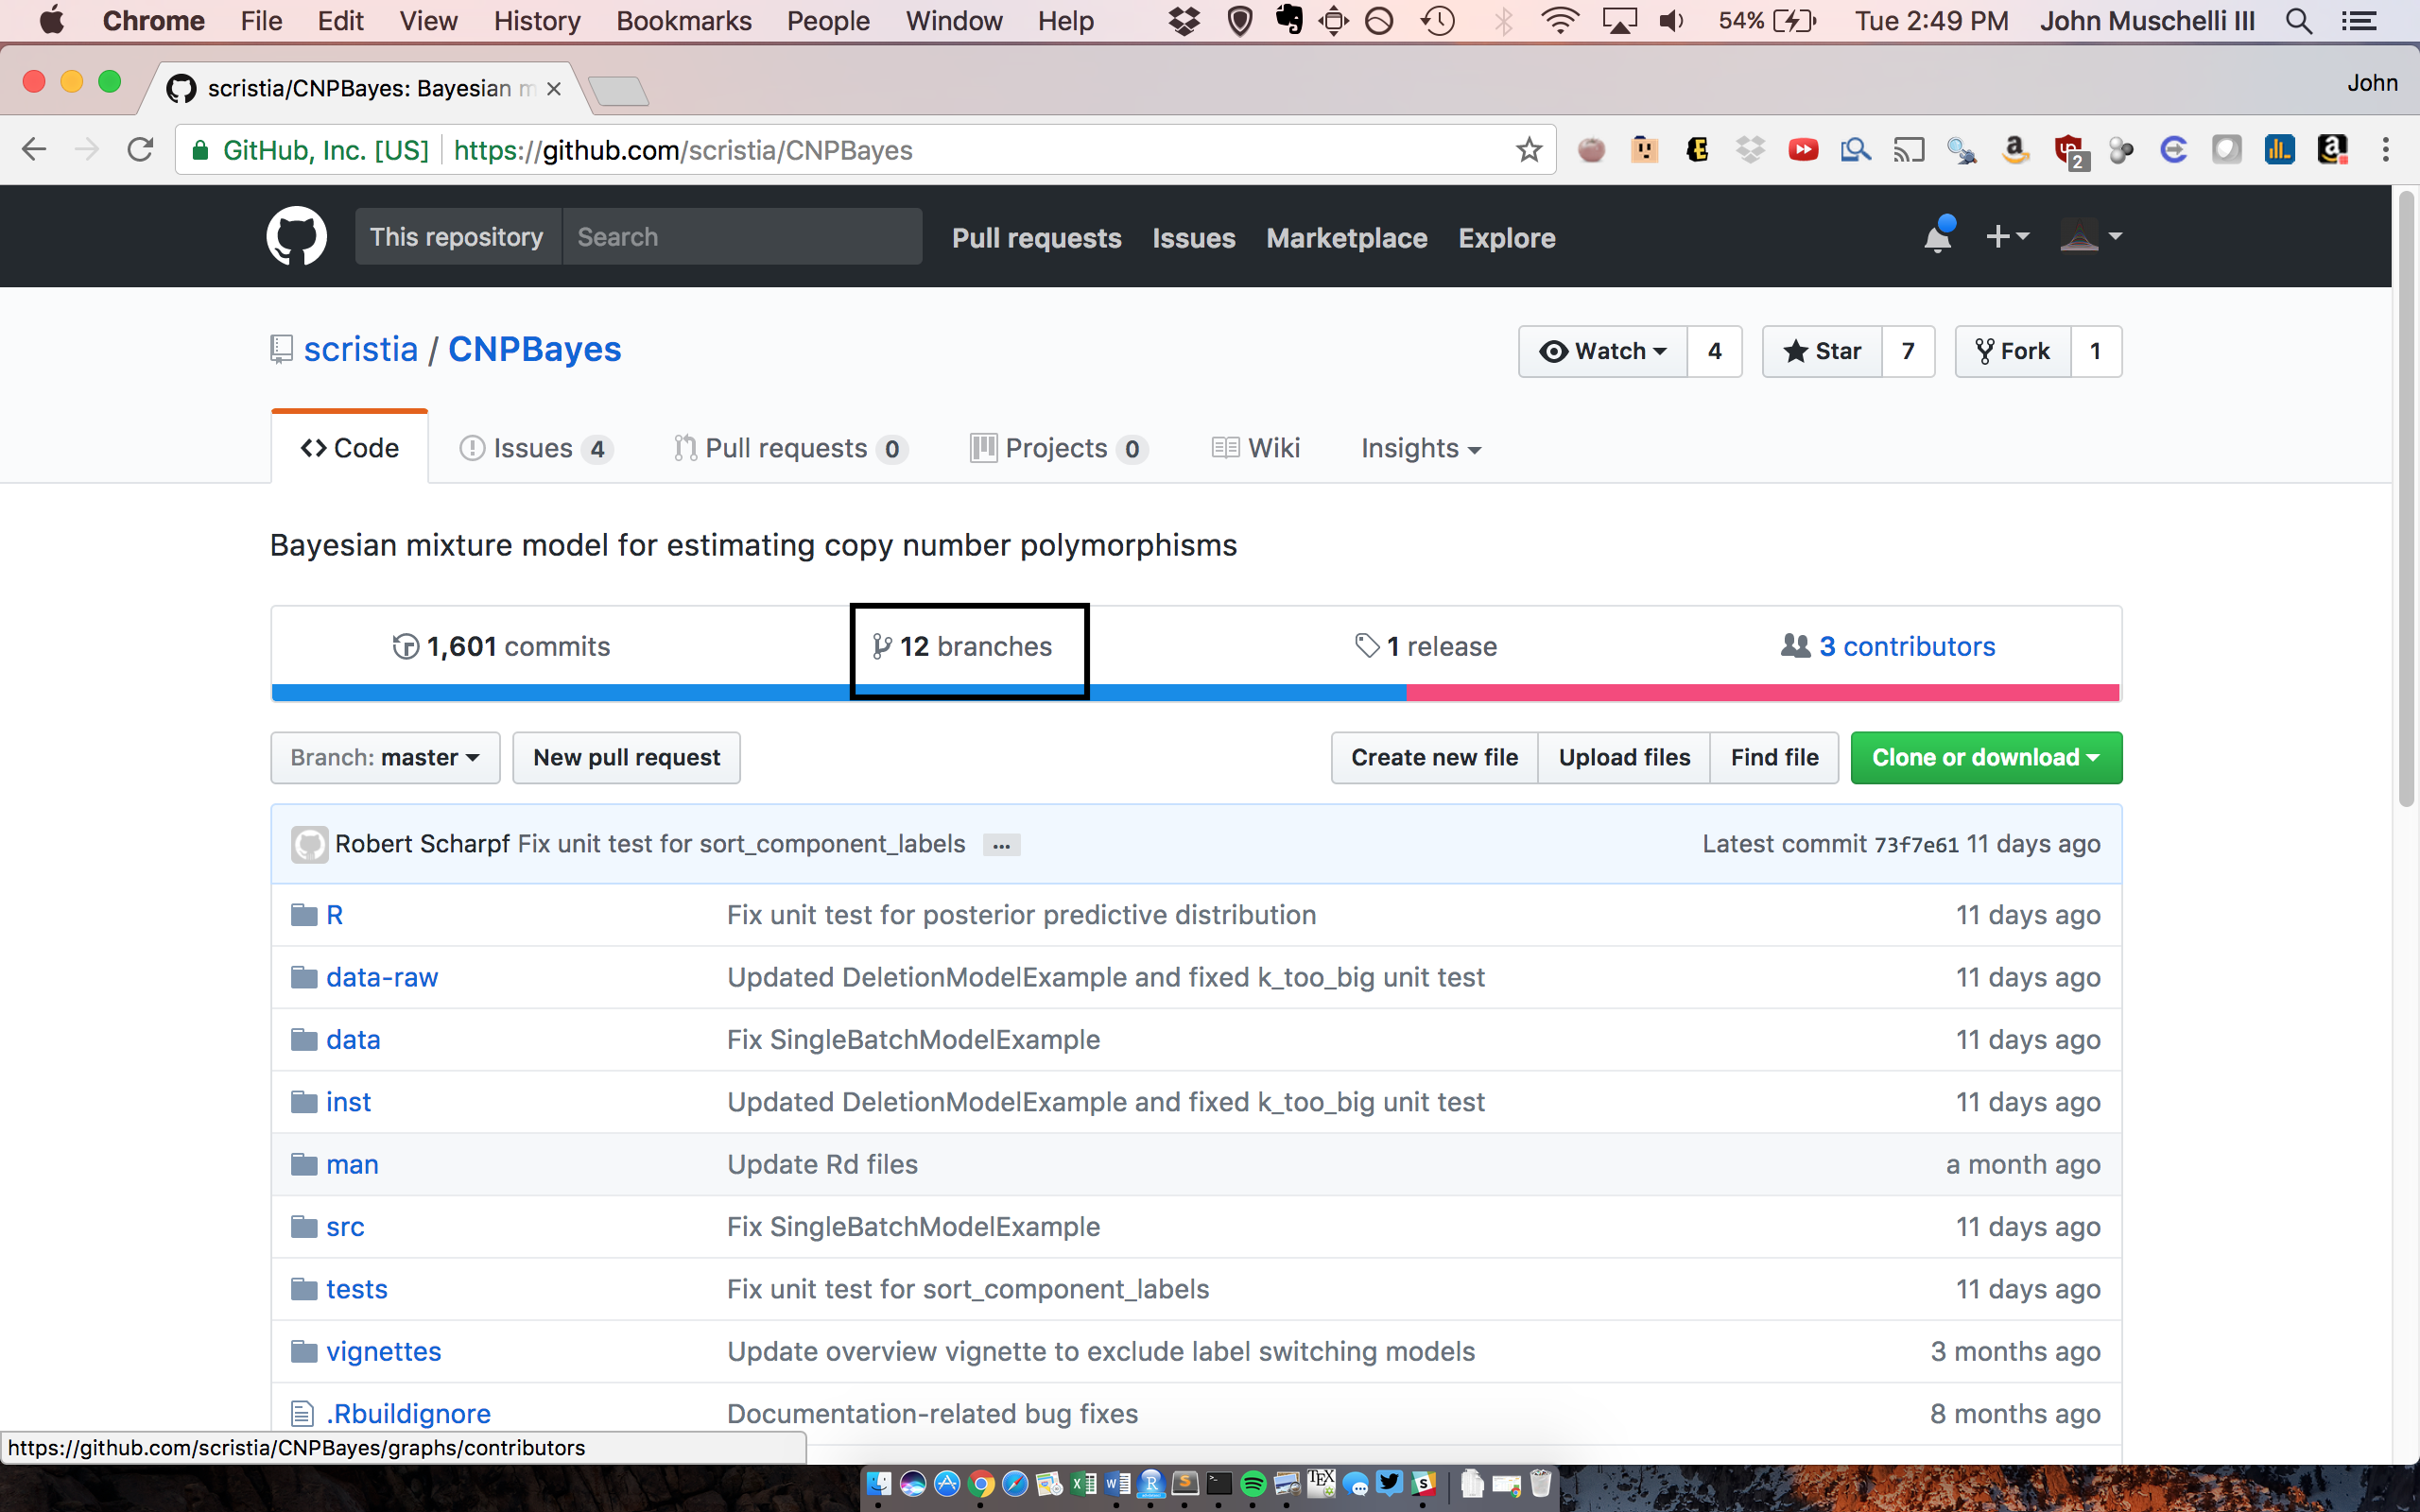 Chrome File Edit View History Bookmarks People Window Help 54% Tue 2:49 PM John Muschelli III
scristia/CNPBayes: Bayesian m John
GitHub, Inc. [US] https://github.com/scristia/CNPBayes 2
This repository Search Pull requests Issues Marketplace Explore
scristia / CNPBayes Watch 4 Star 7 Fork 1
Code Issues 4 Pull requests 0 Projects 0 Wiki Insights
Bayesian mixture model for estimating copy number polymorphisms
1,601 commits 12 branches 1 release 3 contributors
Branch: master New pull request Create new file Upload files Find file Clone or download
Robert Scharpf Fix unit test for sort_component_labels … Latest commit 73f7e61 11 days ago
R Fix unit test for posterior predictive distribution 11 days ago
data-raw Updated DeletionModelExample and fixed k_too_big unit test 11 days ago
data Fix SingleBatchModelExample 11 days ago
inst Updated DeletionModelExample and fixed k_too_big unit test 11 days ago
man Update Rd files a month ago
src Fix SingleBatchModelExample 11 days ago
tests Fix unit test for sort_component_labels 11 days ago
vignettes Update overview vignette to exclude label switching models 3 months ago
.Rbuildignore Documentation-related bug fixes 8 months ago
https://github.com/scristia/CNPBayes/graphs/contributors